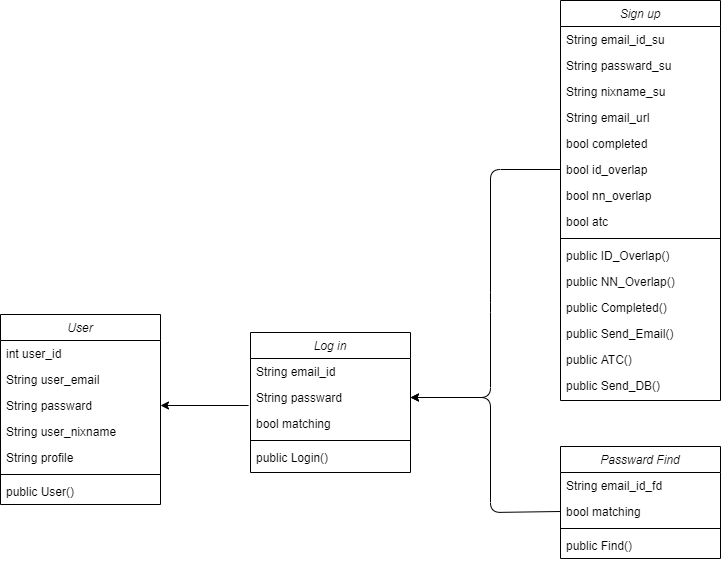 Sign up
String email_id_su
String passward_su
String nixname_su
String email_url
bool completed
bool id_overlap
bool nn_overlap
bool atc
public ID_Overlap()
public NN_Overlap()
public Completed()
public Send_Email()
public ATC()
public Send_DB()
User
int user_id
String user_email
String passward
String user_nixname
String profile
public User()
Log in
String email_id
String passward
bool matching
public Login()
Passward Find
String email_id_fd
bool matching
public Find()